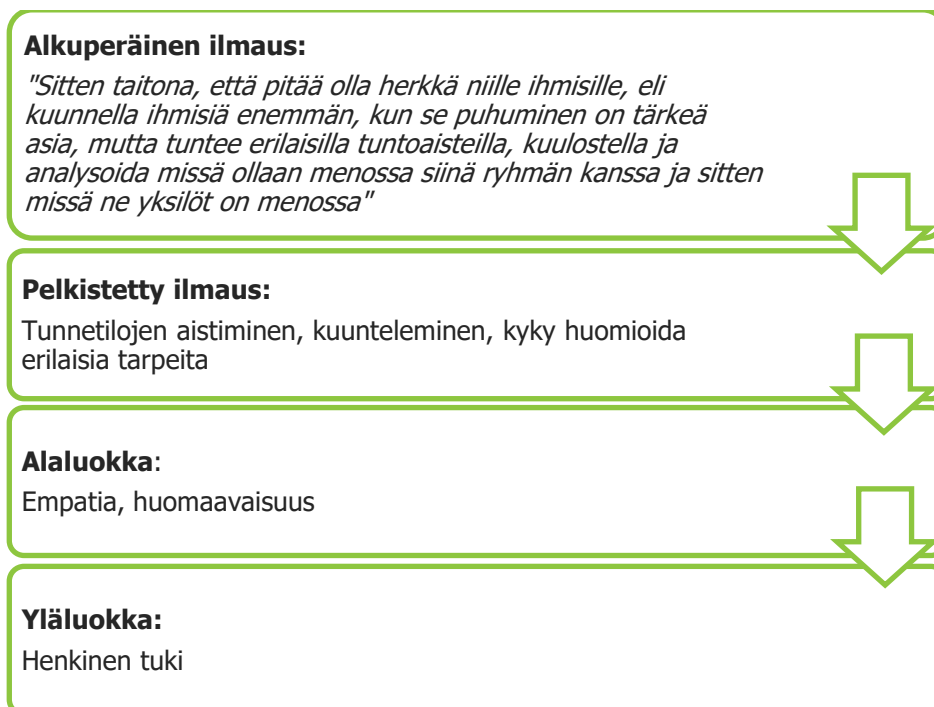 Alkuperäinen ilmaus:
"Sitten taitona, että pitää olla herkkä niille ihmisille, eli
kuunnella ihmisiä enemmän, kun se puhuminen on tärkeä
asia, mutta tuntee erilaisilla tuntoaisteilla, kuulostella ja
analysoida missä ollaan menossa siinä ryhmän kanssa ja sitten
missä ne yksilöt on menossa"
Pelkistetty ilmaus:
Tunnetilojen aistiminen, kuunteleminen, kyky huomioida
erilaisia tarpeita
Alaluokka:
Empatia, huomaavaisuus
Yläluokka:
Henkinen tuki